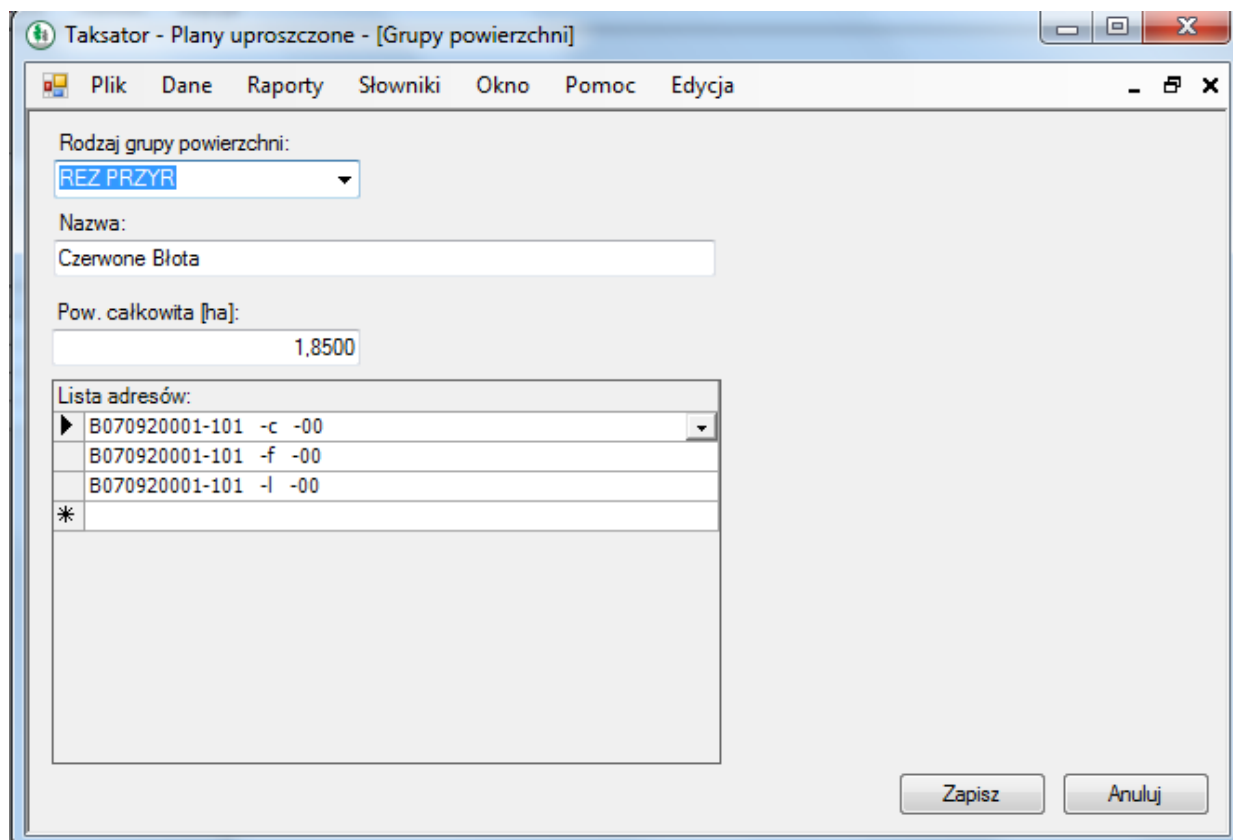 Taksator - Plany uproszczone - [Grupy powierzchni]
Plik Dane Raporty Słowniki Okno Pomoc Edycja
Rodzaj grupy powierzchni:
REZ PRZYR
Nazwa:
Czerwone Błota
Pow. całkowita [ha]:
1,8500
Lista adresów:
B070920001-101 -c -00
B070920001-101 -f -00
B070920001-101 -l -00
Zapisz Anuluj